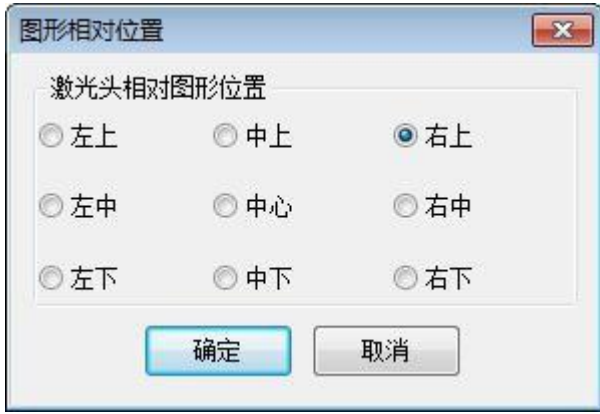 图形相对位置
激光头相对图形位置
左上 中上 右上
左中 中心 右中
左下 中下 右下
确定 取消